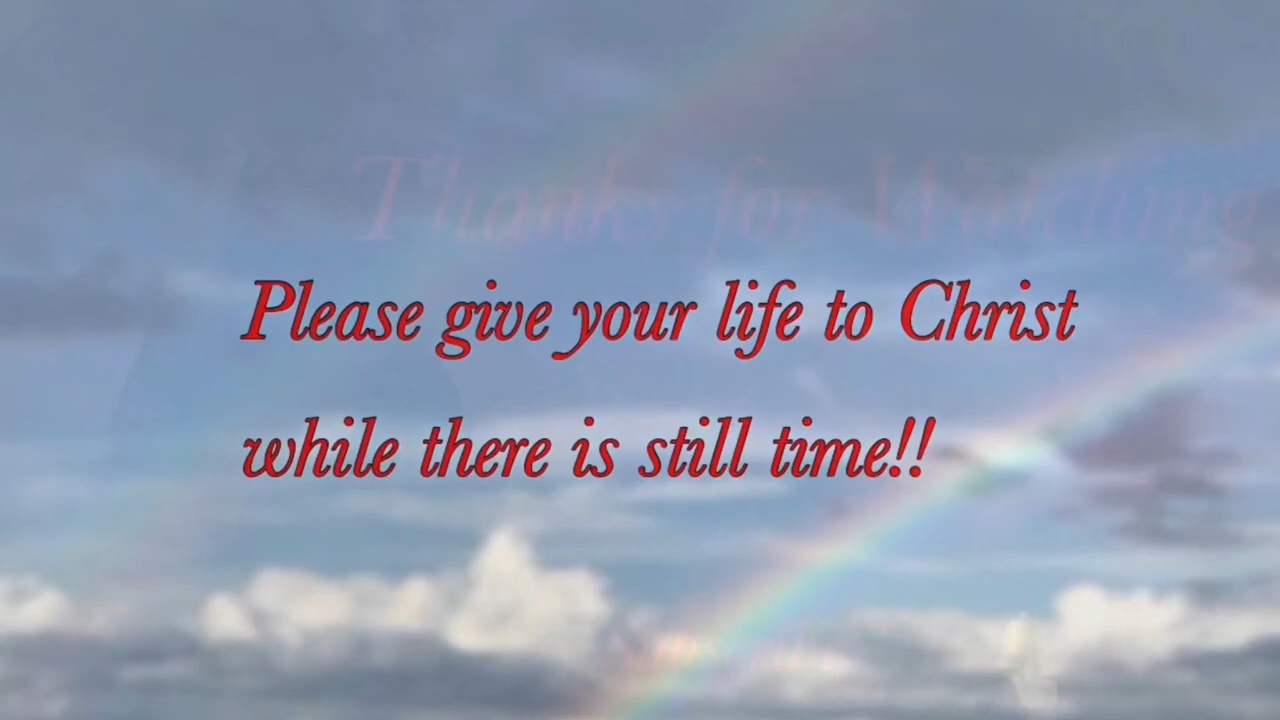 Thanks for Watching
Please give your life to Christ
while there is still time!!